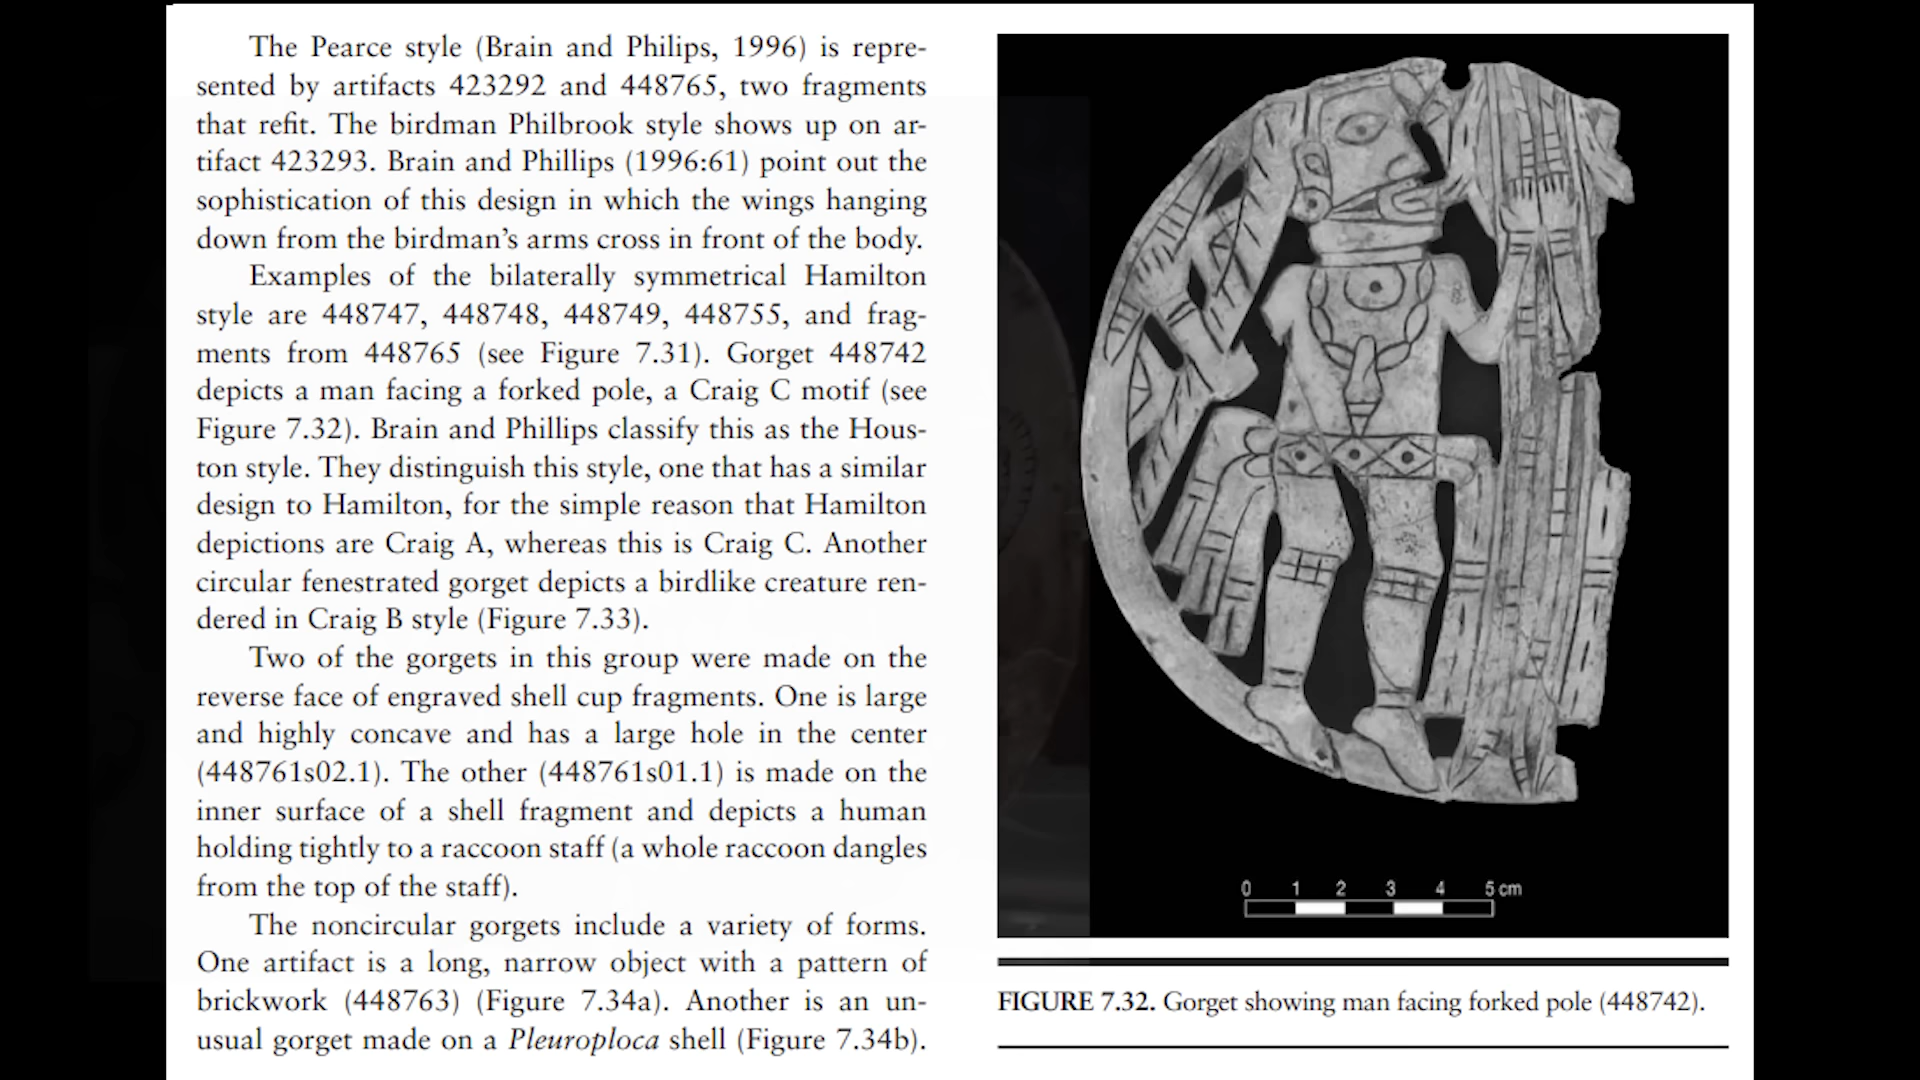 The Pearce style (Brain and Philips, 1996) is repre-
sented by artifacts 423292 and 448765, two fragments
that refit. The birdman Philbrook style shows up on ar-
tifact 423293. Brain and Phillips (1996:61) point out the
sophistication of this design in which the wings hanging
down from the birdman's arms cross in front of the body.
Examples of the bilaterally symmetrical Hamilton
style are 448747, 448748, 448749, 448755, and frag-
ments from 448765 (see Figure 7.31). Gorget 448742
depicts a man facing a forked pole, a Craig C motif (see
Figure 7.32). Brain and Phillips classify this as the Hous-
ton style. They distinguish this style, one that has a similar
design to Hamilton, for the simple reason that Hamilton
depictions are Craig A, whereas this is Craig C. Another
circular fenestrated gorget depicts a birdlike creature ren-
dered in Craig B style (Figure 7.33).
Two of the gorgets in this group were made on the
reverse face of engraved shell cup fragments. One is large
and highly concave and has a large hole in the center
(448761s02.1). The other (448761s01.1) is made on the
inner surface of a shell fragment and depicts a human
holding tightly to a raccoon staff (a whole raccoon dangles
from the top of the staff).
The noncircular gorgets include a variety of forms.
One artifact is a long, narrow object with a pattern of
brickwork (448763) (Figure 7.34a). Another is an un-
usual gorget made on a Pleuroploca shell (Figure 7.34b).
0 1 2 3 4 5 cm
FIGURE 7.32. Gorget showing man facing forked pole (448742).